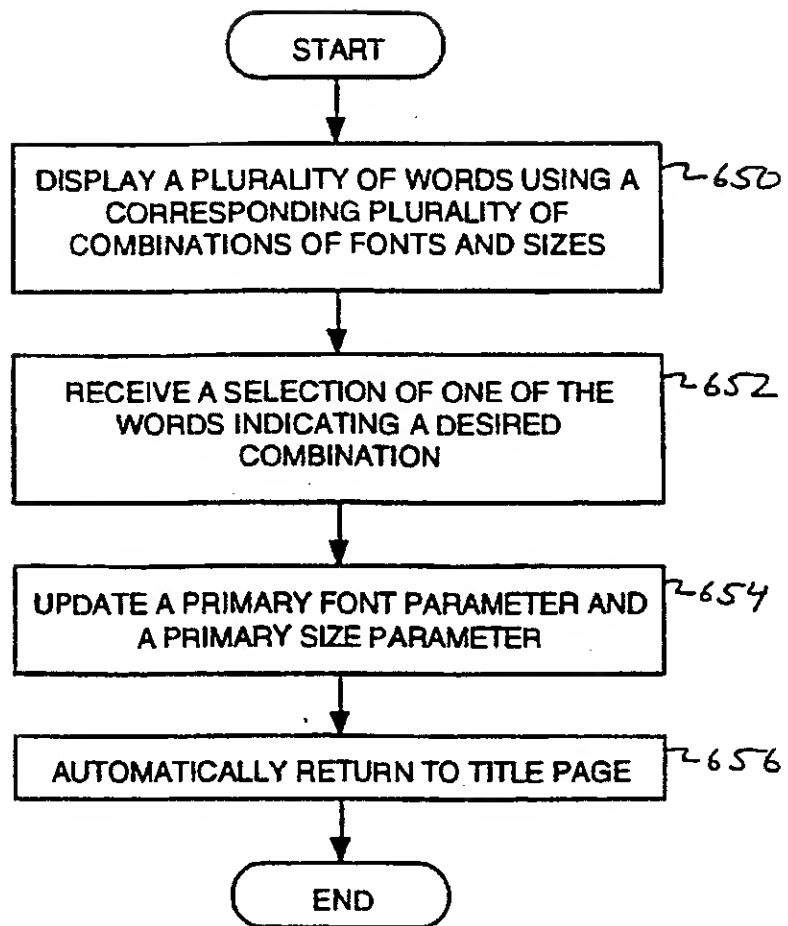 START
DISPLAY A PLURALITY OF WORDS USING A
CORRESPONDING PLURALITY OF
COMBINATIONS OF FONTS AND SIZES
650
RECEIVE A SELECTION OF ONE OF THE
WORDS INDICATING A DESIRED
COMBINATION
652
UPDATE A PRIMARY FONT PARAMETER AND
A PRIMARY SIZE PARAMETER
654
AUTOMATICALLY RETURN TO TITLE PAGE
656
END